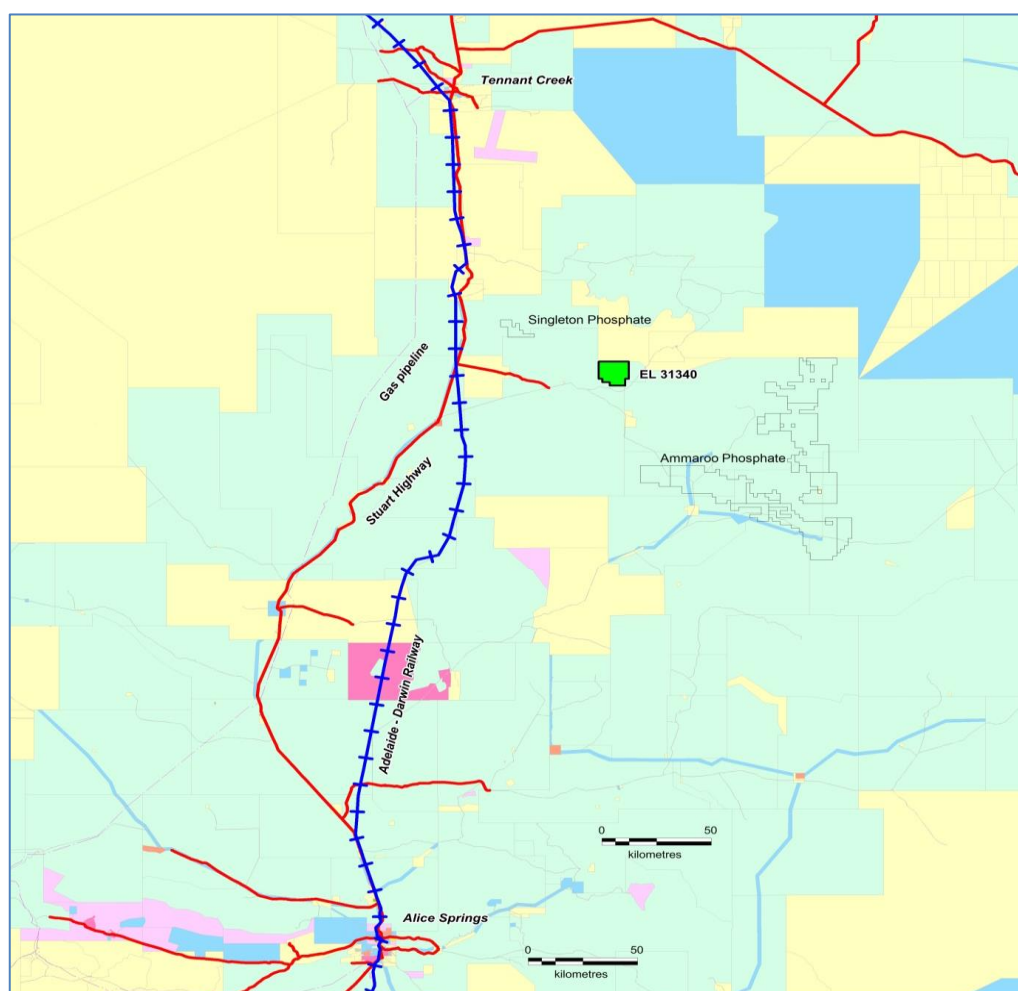 Tennant Creek
Singleton Phosphate
Gas pipeline
EL 31340
Ammaroo Phosphate
Stuart Highway
Adelaide - Darwin Railway
0 50
kilometres
Alice Springs
0 50
kilometres